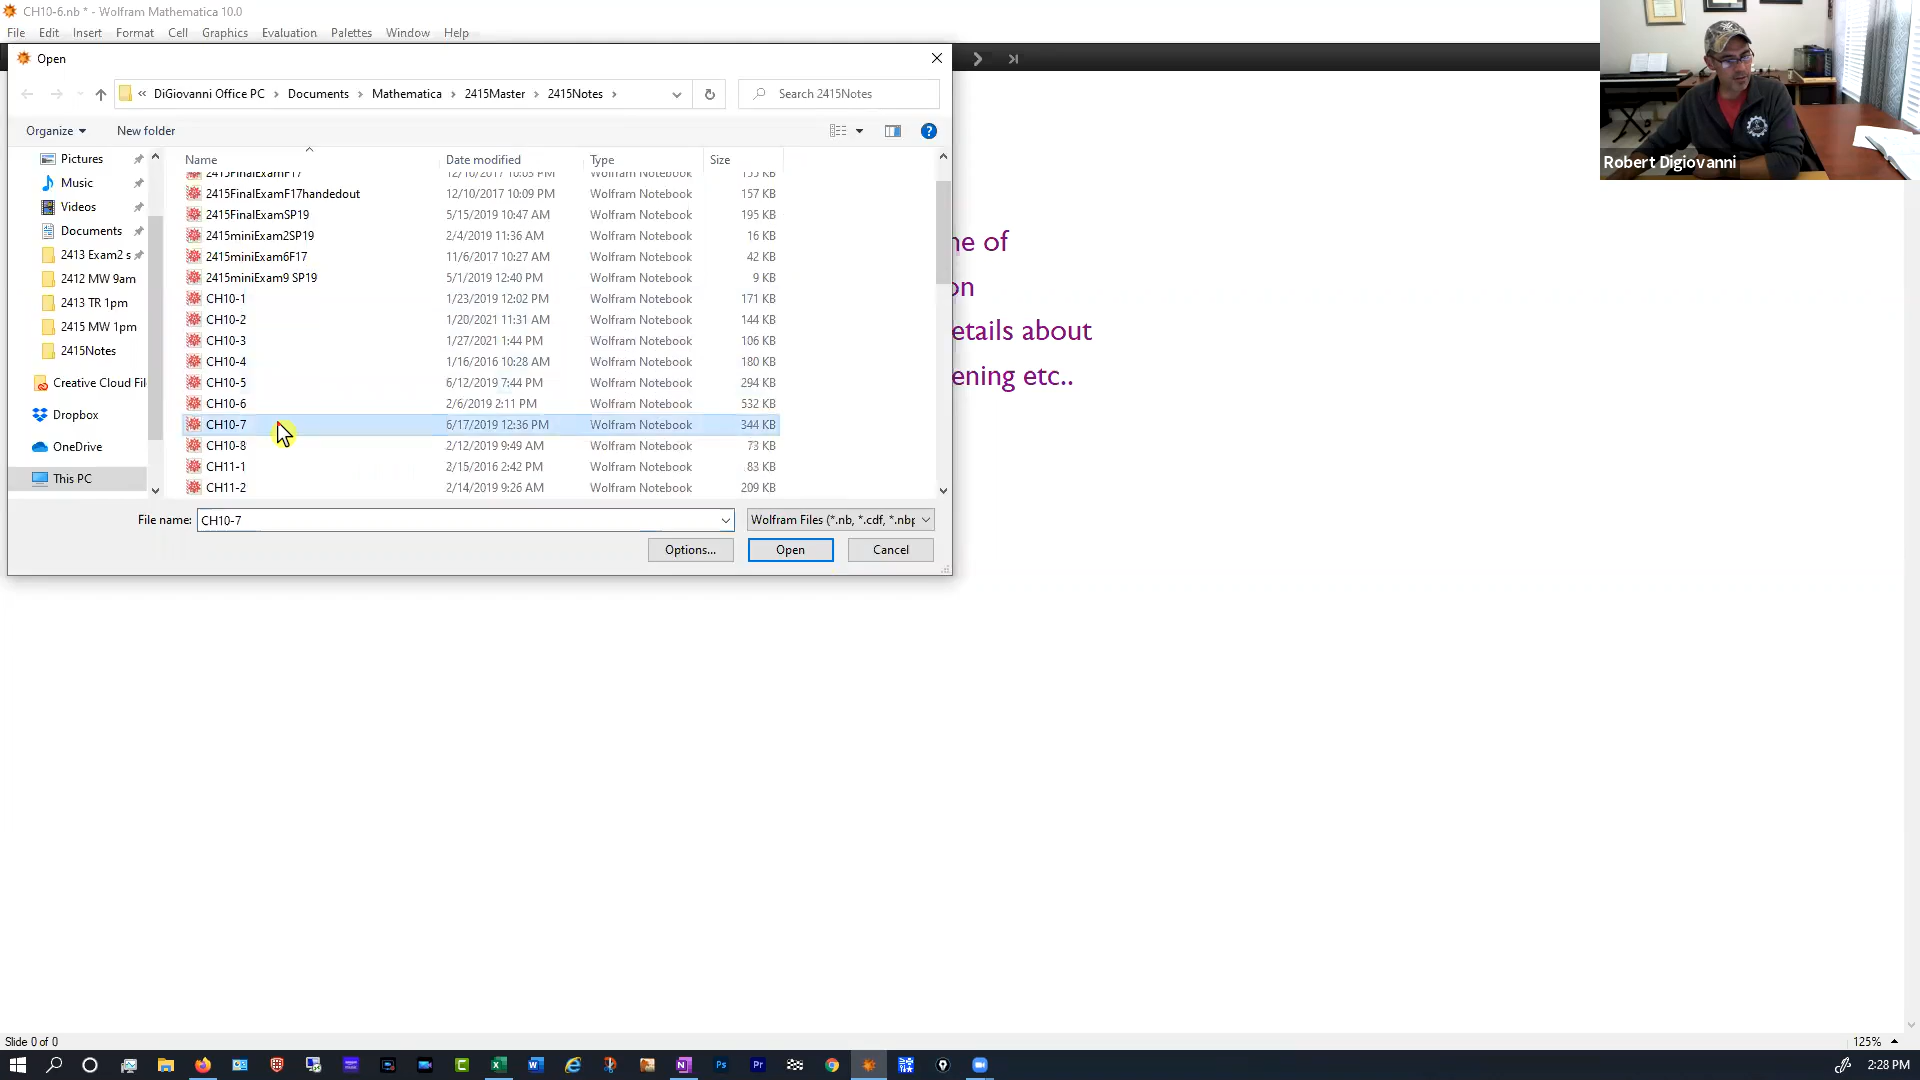 CH10-6.nb * - Wolfram Mathematica 10.0
File Edit Insert Format Cell Graphics Evaluation Palettes Window Help
Open
« DiGiovanni Office PC > Documents > Mathematica > 2415Master > 2415Notes >
Search 2415Notes
Organize New folder
Name Date modified Type Size
Pictures
Music
Videos
Documents
2413 Exam2 s
2412 MW 9am
2413 TR 1pm
2415 MW 1pm
2415Notes
Creative Cloud Fil
Dropbox
OneDrive
This PC
2415FinalExamF17 12/10/2017 10:03 PM Wolfram Notebook 155 KB
2415FinalExamF17handedout 12/10/2017 10:09 PM Wolfram Notebook 157 KB
2415FinalExamSP19 5/15/2019 10:47 AM Wolfram Notebook 195 KB
2415miniExam2SP19 2/4/2019 11:36 AM Wolfram Notebook 16 KB
2415miniExam6F17 11/6/2017 10:27 AM Wolfram Notebook 42 KB
2415miniExam9 SP19 5/1/2019 12:40 PM Wolfram Notebook 9 KB
CH10-1 1/23/2019 12:02 PM Wolfram Notebook 171 KB
CH10-2 1/20/2021 11:31 AM Wolfram Notebook 144 KB
CH10-3 1/27/2021 1:44 PM Wolfram Notebook 106 KB
CH10-4 1/16/2016 10:28 AM Wolfram Notebook 180 KB
CH10-5 6/12/2019 7:44 PM Wolfram Notebook 294 KB
CH10-6 2/6/2019 2:11 PM Wolfram Notebook 532 KB
CH10-7 6/17/2019 12:36 PM Wolfram Notebook 344 KB
CH10-8 2/12/2019 9:49 AM Wolfram Notebook 73 KB
CH11-1 2/15/2016 2:42 PM Wolfram Notebook 83 KB
CH11-2 2/14/2019 9:26 AM Wolfram Notebook 209 KB
File name: CH10-7 Wolfram Files (*.nb, *.cdf, *.nbp
Options... Open Cancel
ne of
on
etails about
ening etc..
Robert Digiovanni
Slide 0 of 0
125%
2:28 PM